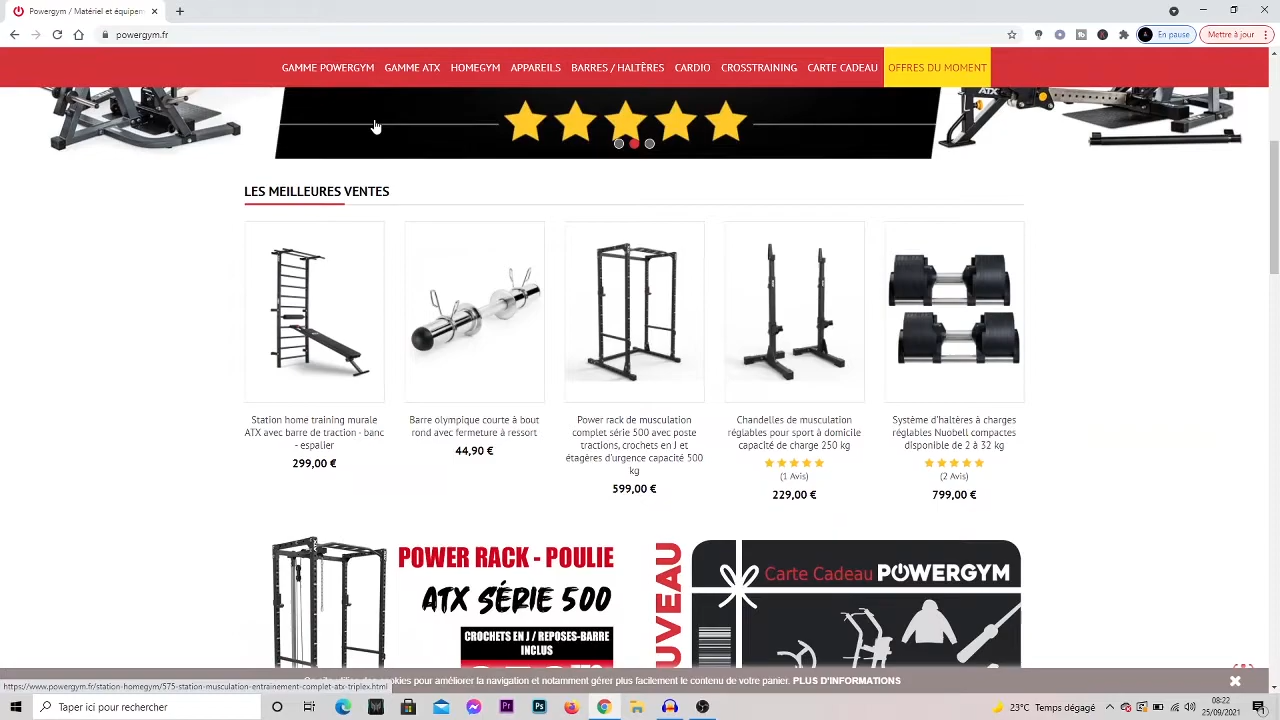 Powergym / Matériel et équipem
powergym.fr
En pause
Mettre à jour
GAMME POWERGYM GAMME ATX HOMEGYM APPAREILS BARRES / HALTÈRES CARDIO CROSSTRAINING CARTE CADEAU OFFRES DU MOMENT
ATX
LES MEILLEURES VENTES
Station home training murale
ATX avec barre de traction - banc
- espalier
299,00 €
Barre olympique courte à bout
rond avec fermeture à ressort
44,90 €
Power rack de musculation
complet série 500 avec poste
tractions, crochets en J et
étagères d'urgence capacité 500
kg
599,00 €
Chandelles de musculation
réglables pour sport à domicile
capacité de charge 250 kg
(1 Avis)
229,00 €
Système d'haltères à charges
réglables Nuobell compactes
disponible de 2 à 32 kg
(2 Avis)
799,00 €
POWER RACK - POULIE
ATX SÉRIE 500
CROCHETS EN J / REPOSES-BARRE
INCLUS
Carte Cadeau POWERGYM
cookies pour améliorer la navigation et notamment gérer plus facilement le contenu de votre panier. PLUS D'INFORMATIONS
https://www.powergym.fr/station-homegym/575-station-musculation-entrainement-complet-atx-triplex.html
Taper ici pour rechercher
23°C Temps dégagé
08:22
25/09/2021